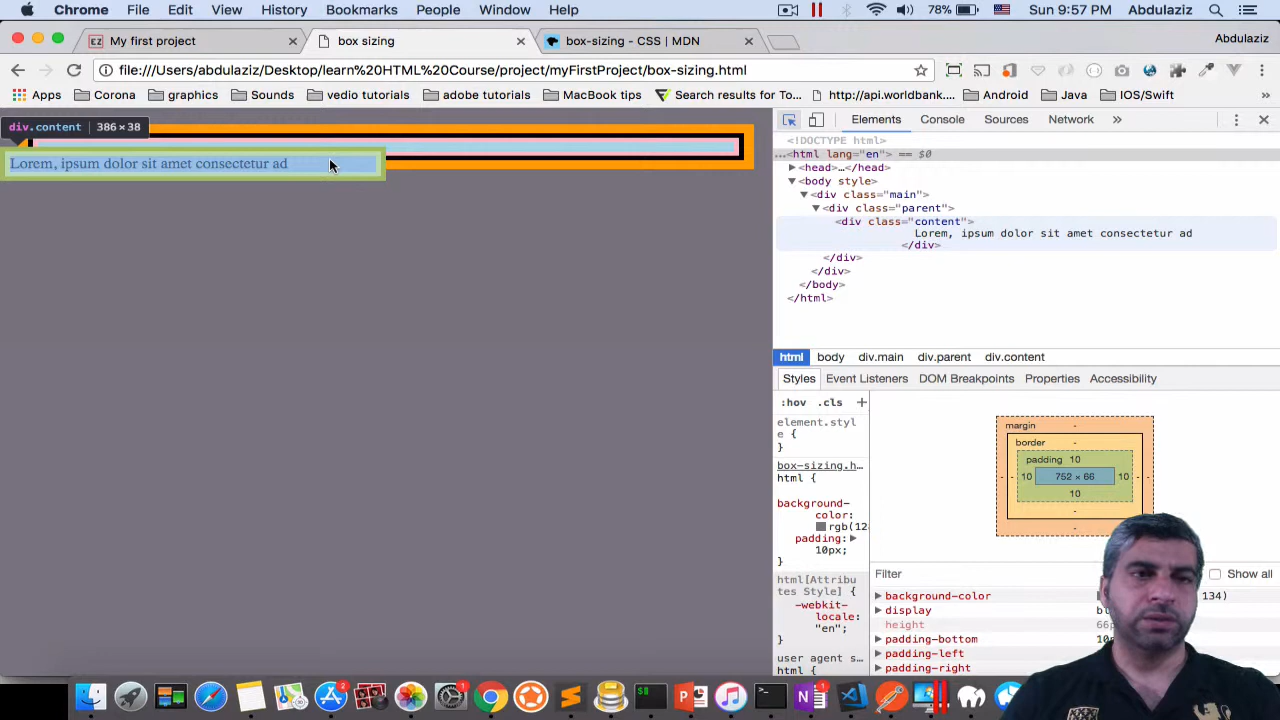 Chrome File Edit View History Bookmarks People Window Help 78% Sun 9:57 PM Abdulaziz
My first project box sizing box-sizing - CSS | MDN Abdulaziz
file:///Users/abdulaziz/Desktop/learn%20HTML%20Course/project/myFirstProject/box-sizing.html
Apps Corona graphics Sounds vedio tutorials adobe tutorials MacBook tips Search results for To... http://api.worldbank.... Android Java IOS/Swift
div.content | 386×38
Lorem, ipsum dolor sit amet consectetur ad
Elements Console Sources Network »
<!DOCTYPE html>
...<html lang="en"> == $0
▶<head>…</head>
▼<body style>
▼<div class="main">
▼<div class="parent">
<div class="content">
Lorem, ipsum dolor sit amet consectetur ad
</div>
</div>
</div>
</body>
</html>
html body div.main div.parent div.content
Styles Event Listeners DOM Breakpoints Properties Accessibility
:hov .cls +
element.styl
e {
}
box-sizing.h…
html {
background-
color:
rgb(128
padding:▶
10px;
}
html[Attribu
tes Style] {
-webkit-
locale:
"en";
}
user agent s…
html {
margin -
border -
padding 10
- - 10 752 × 66 10 - -
10
-
-
Filter Show all
▶ background-color 134)
▶ display
height 66p
▶ padding-bottom 10p
▶ padding-left
▶ padding-right